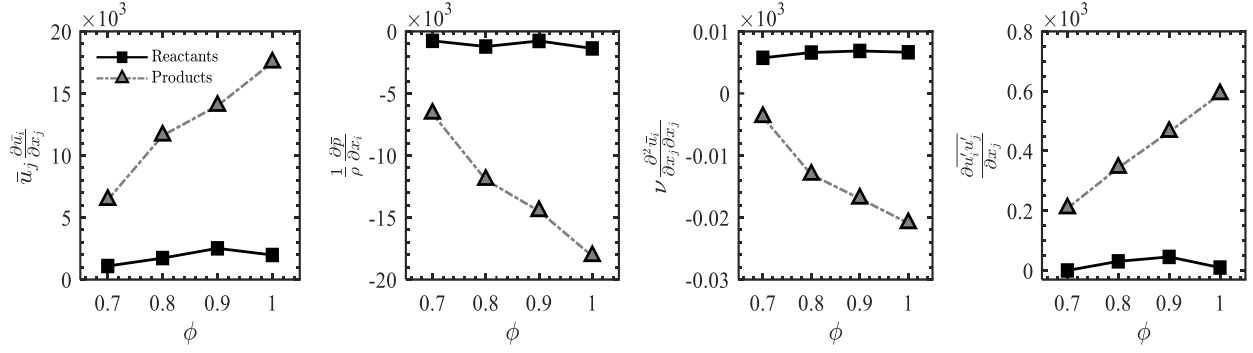 ×10³
20
15
10
5
0
0.7 0.8 0.9 1
ϕ
ū_j ∂ū_i/∂x_j
Reactants
Products
×10³
0
-5
-10
-15
-20
0.7 0.8 0.9 1
ϕ
1/ρ ∂p̄/∂x_i
×10³
0.01
0
-0.01
-0.02
-0.03
0.7 0.8 0.9 1
ϕ
ν ∂²ū_i/∂x_j∂x_j
×10³
0.8
0.6
0.4
0.2
0
0.7 0.8 0.9 1
ϕ
∂u′_i u′_j/∂x_j